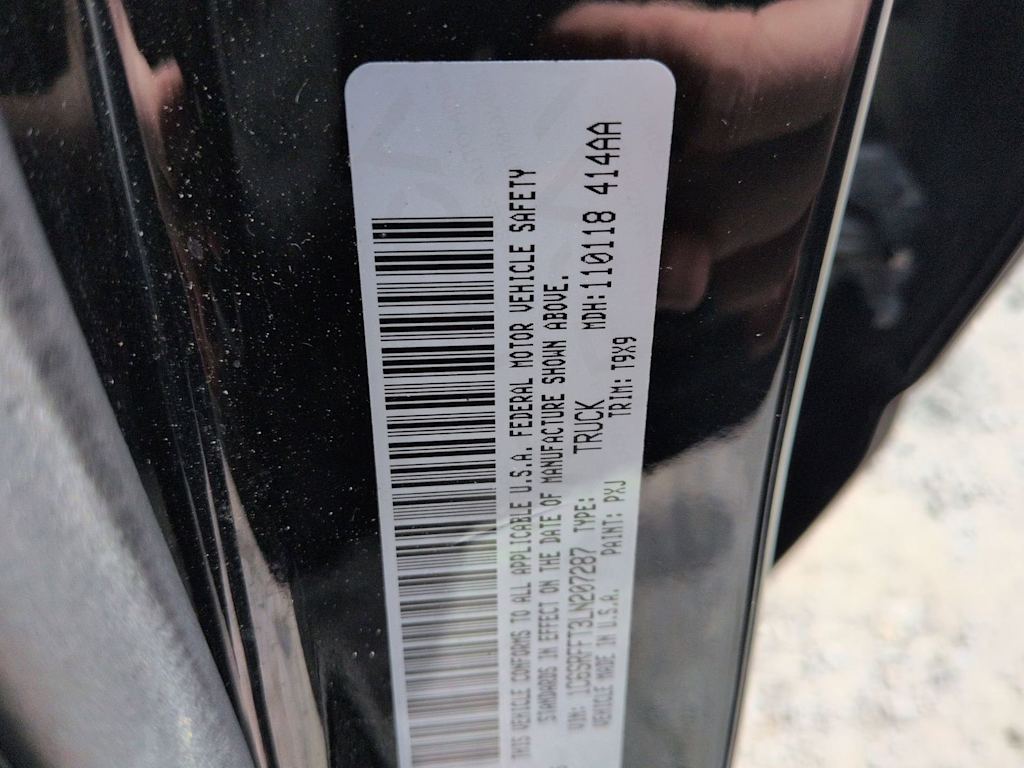 THIS VEHICLE CONFORMS TO ALL APPLICABLE U.S.A. FEDERAL MOTOR VEHICLE SAFETY
STANDARDS IN EFFECT ON THE DATE OF MANUFACTURE SHOWN ABOVE.
VIN: 1C6SRFFT3LN207287 TYPE: TRUCK MDH: 110118 414AA
VEHICLE MADE IN U.S.A. PAINT: PXJ TRIM: T9X9